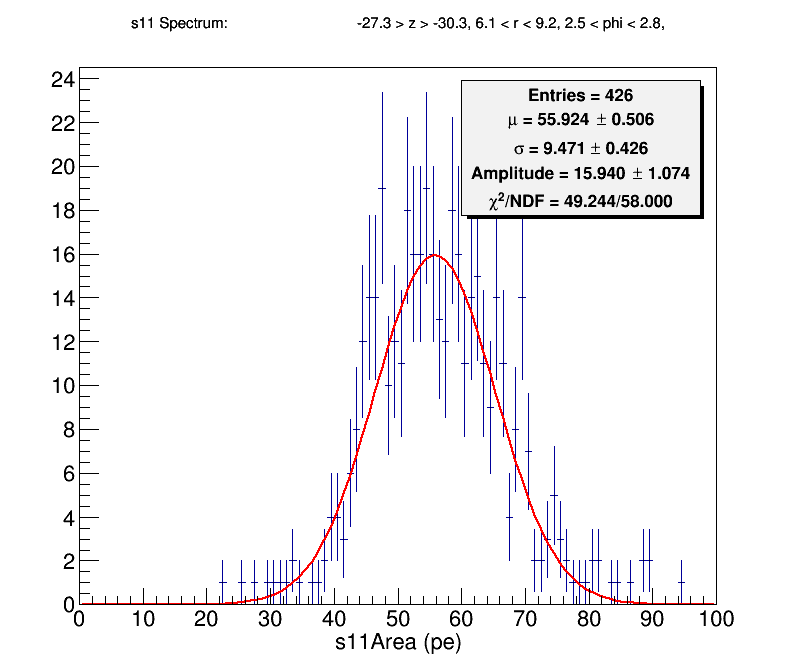 s11 Spectrum: -27.3 > z > -30.3, 6.1 < r < 9.2, 2.5 < phi < 2.8,
Entries = 426
μ = 55.924 ± 0.506
σ = 9.471 ± 0.426
Amplitude = 15.940 ± 1.074
χ²/NDF = 49.244/58.000
24
22
20
18
16
14
12
10
8
6
4
2
0
0 10 20 30 40 50 60 70 80 90 100
s11Area (pe)